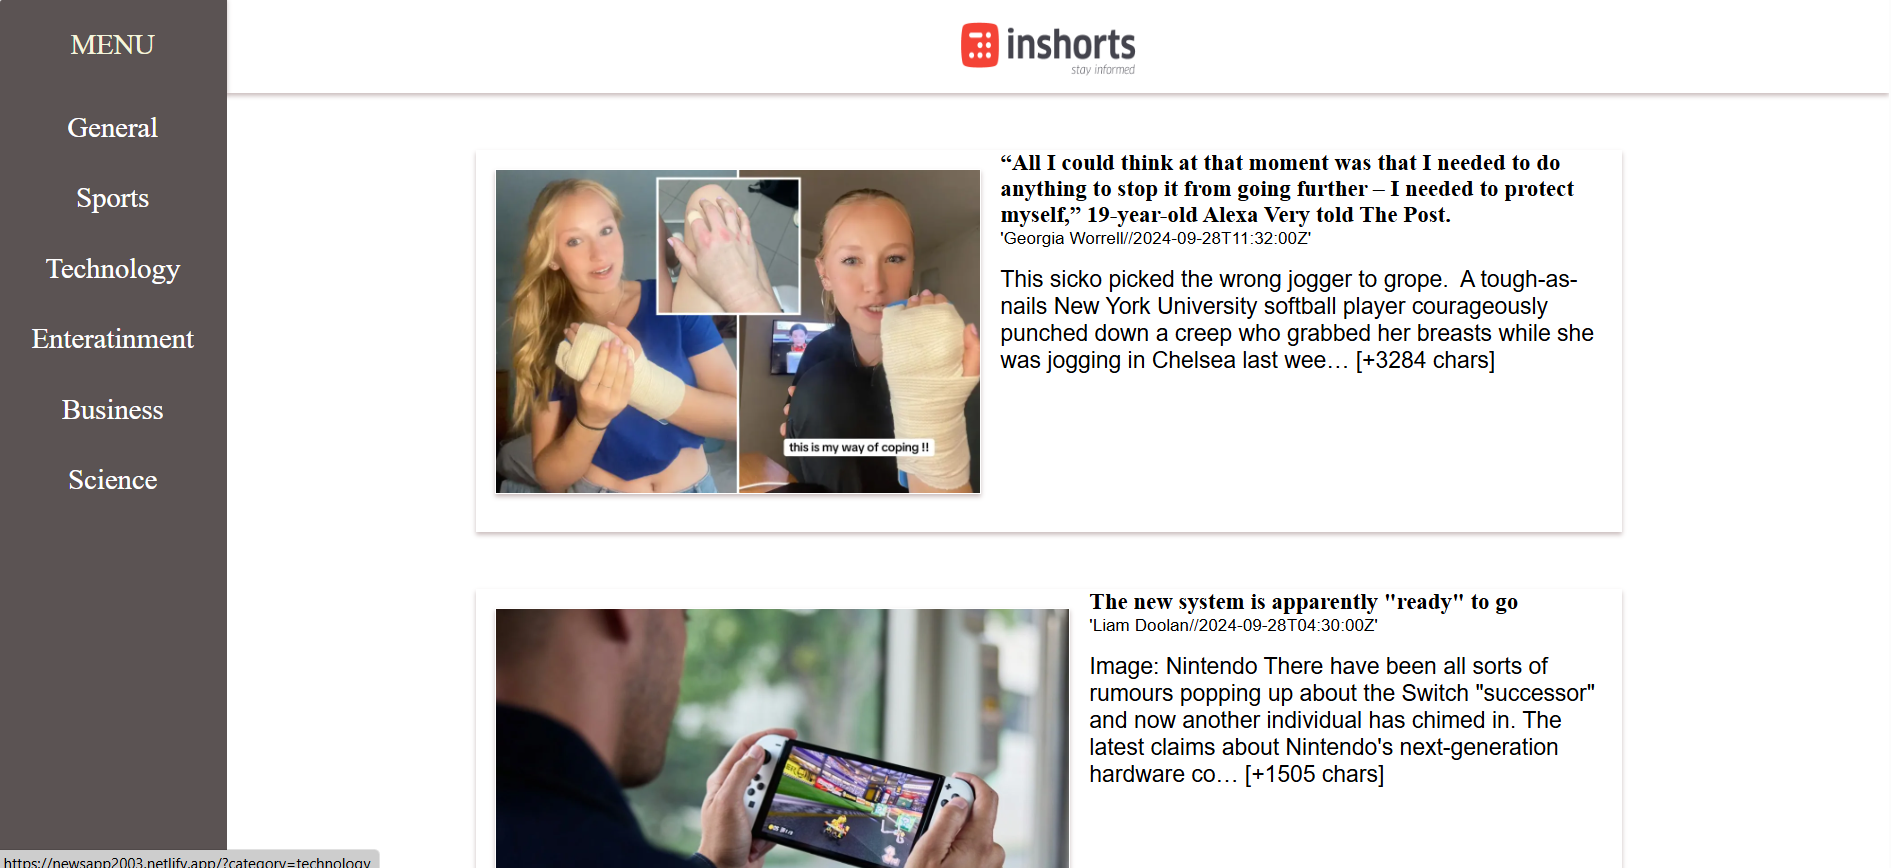 MENU
General
Sports
Technology
Enteratinment
Business
Science
inshorts
stay informed
this is my way of coping !!
“All I could think at that moment was that I needed to do
anything to stop it from going further – I needed to protect
myself,” 19-year-old Alexa Very told The Post.
'Georgia Worrell//2024-09-28T11:32:00Z'
This sicko picked the wrong jogger to grope.  A tough-as-
nails New York University softball player courageously
punched down a creep who grabbed her breasts while she
was jogging in Chelsea last wee… [+3284 chars]
The new system is apparently "ready" to go
'Liam Doolan//2024-09-28T04:30:00Z'
Image: Nintendo There have been all sorts of
rumours popping up about the Switch "successor"
and now another individual has chimed in. The
latest claims about Nintendo's next-generation
hardware co… [+1505 chars]
https://newsapp2003.netlify.app/?category=technology